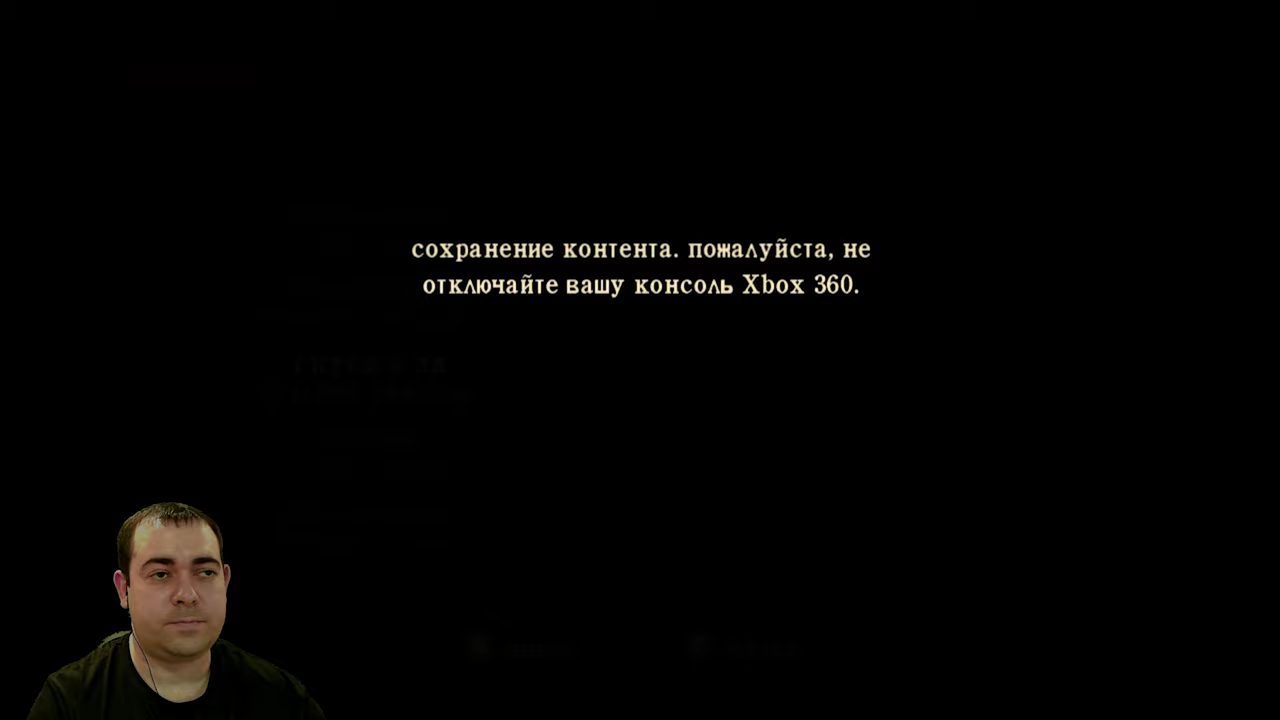 сохранение контента. пожалуйста, не
отключайте вашу консоль Xbox 360.